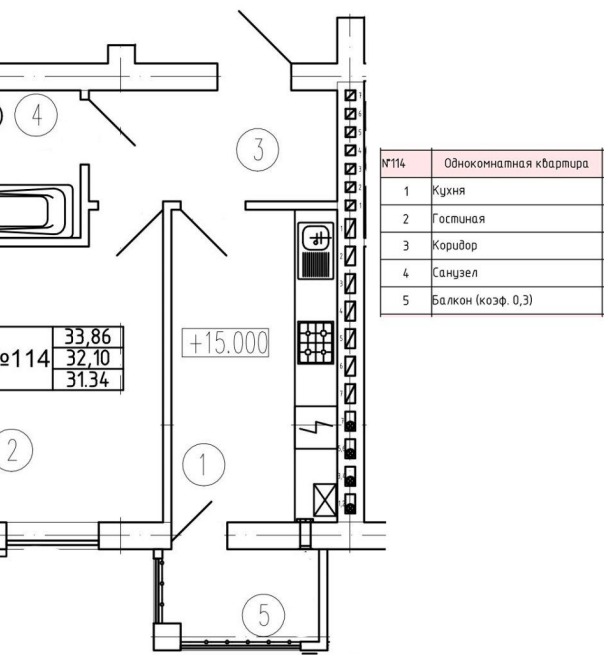 4
3
№114
Однокомнатная квартира
1
Кухня
2
Гостиная
3
Коридор
4
Санузел
5
Балкон (коэф. 0,3)
№114
33,86
32,10
31.34
+15.000
2
1
5